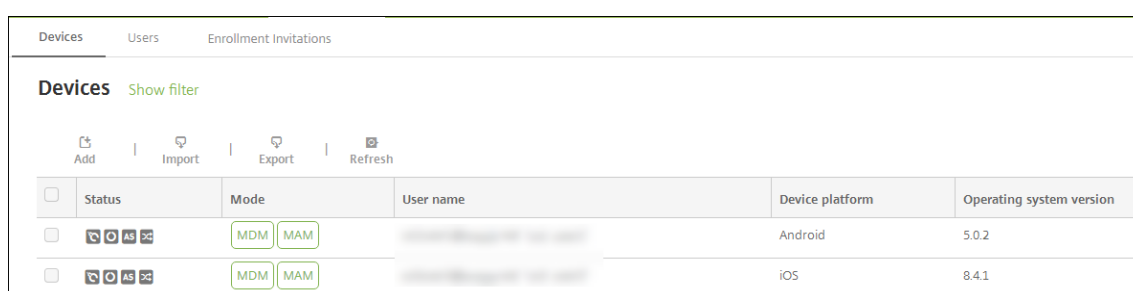 Devices Users Enrollment Invitations
Devices Show filter
Add | Import | Export | Refresh
Status Mode User name Device platform Operating system version
AS MDM MAM Android 5.0.2
AS MDM MAM iOS 8.4.1